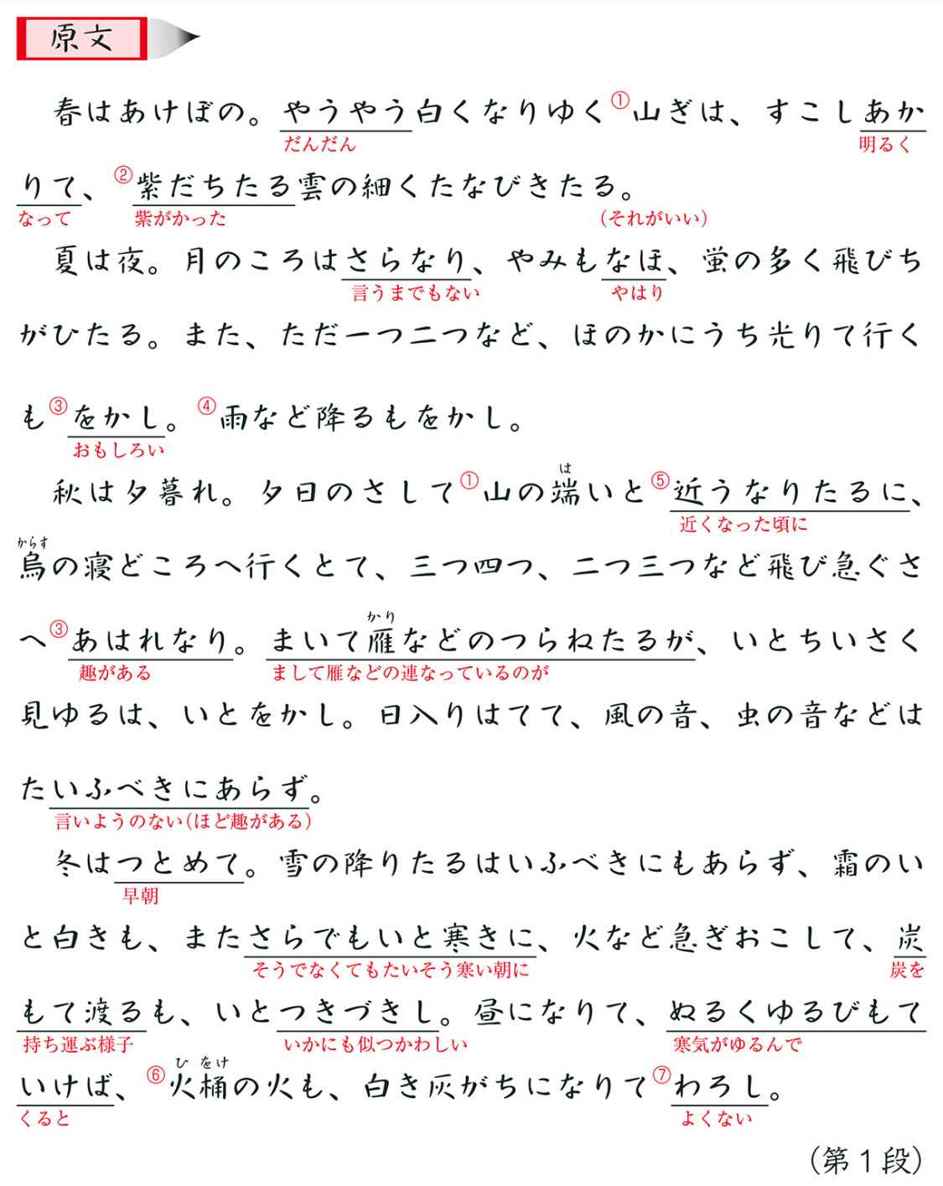 原文
春はあけぼの。やうやう白くなりゆく①山ぎは、すこしあか
だんだん 明るく
りて、②紫だちたる雲の細くたなびきたる。
なって 紫がかった (それがいい)
夏は夜。月のころはさらなり、やみもなほ、蛍の多く飛びち
言うまでもない やはり
がひたる。また、ただ一つ二つなど、ほのかにうち光りて行く
も③をかし。④雨など降るもをかし。
おもしろい
は
秋は夕暮れ。夕日のさして①山の端いと⑤近うなりたるに、
近くなった頃に
からす
烏の寝どころへ行くとて、三つ四つ、二つ三つなど飛び急ぐさ
かり
へ③あはれなり。まいて雁などのつらねたるが、いとちいさく
趣がある まして雁などの連なっているのが
見ゆるは、いとをかし。日入りはてて、風の音、虫の音などは
たいふべきにあらず。
言いようのない(ほど趣がある)
冬はつとめて。雪の降りたるはいふべきにもあらず、霜のい
早朝
と白きも、またさらでもいと寒きに、火など急ぎおこして、炭
そうでなくてもたいそう寒い朝に 炭を
もて渡るも、いとつきづきし。昼になりて、ぬるくゆるびもて
持ち運ぶ様子 いかにも似つかわしい 寒気がゆるんで
ひ をけ
いけば、⑥火桶の火も、白き灰がちになりて⑦わろし。
くると よくない
(第1段)